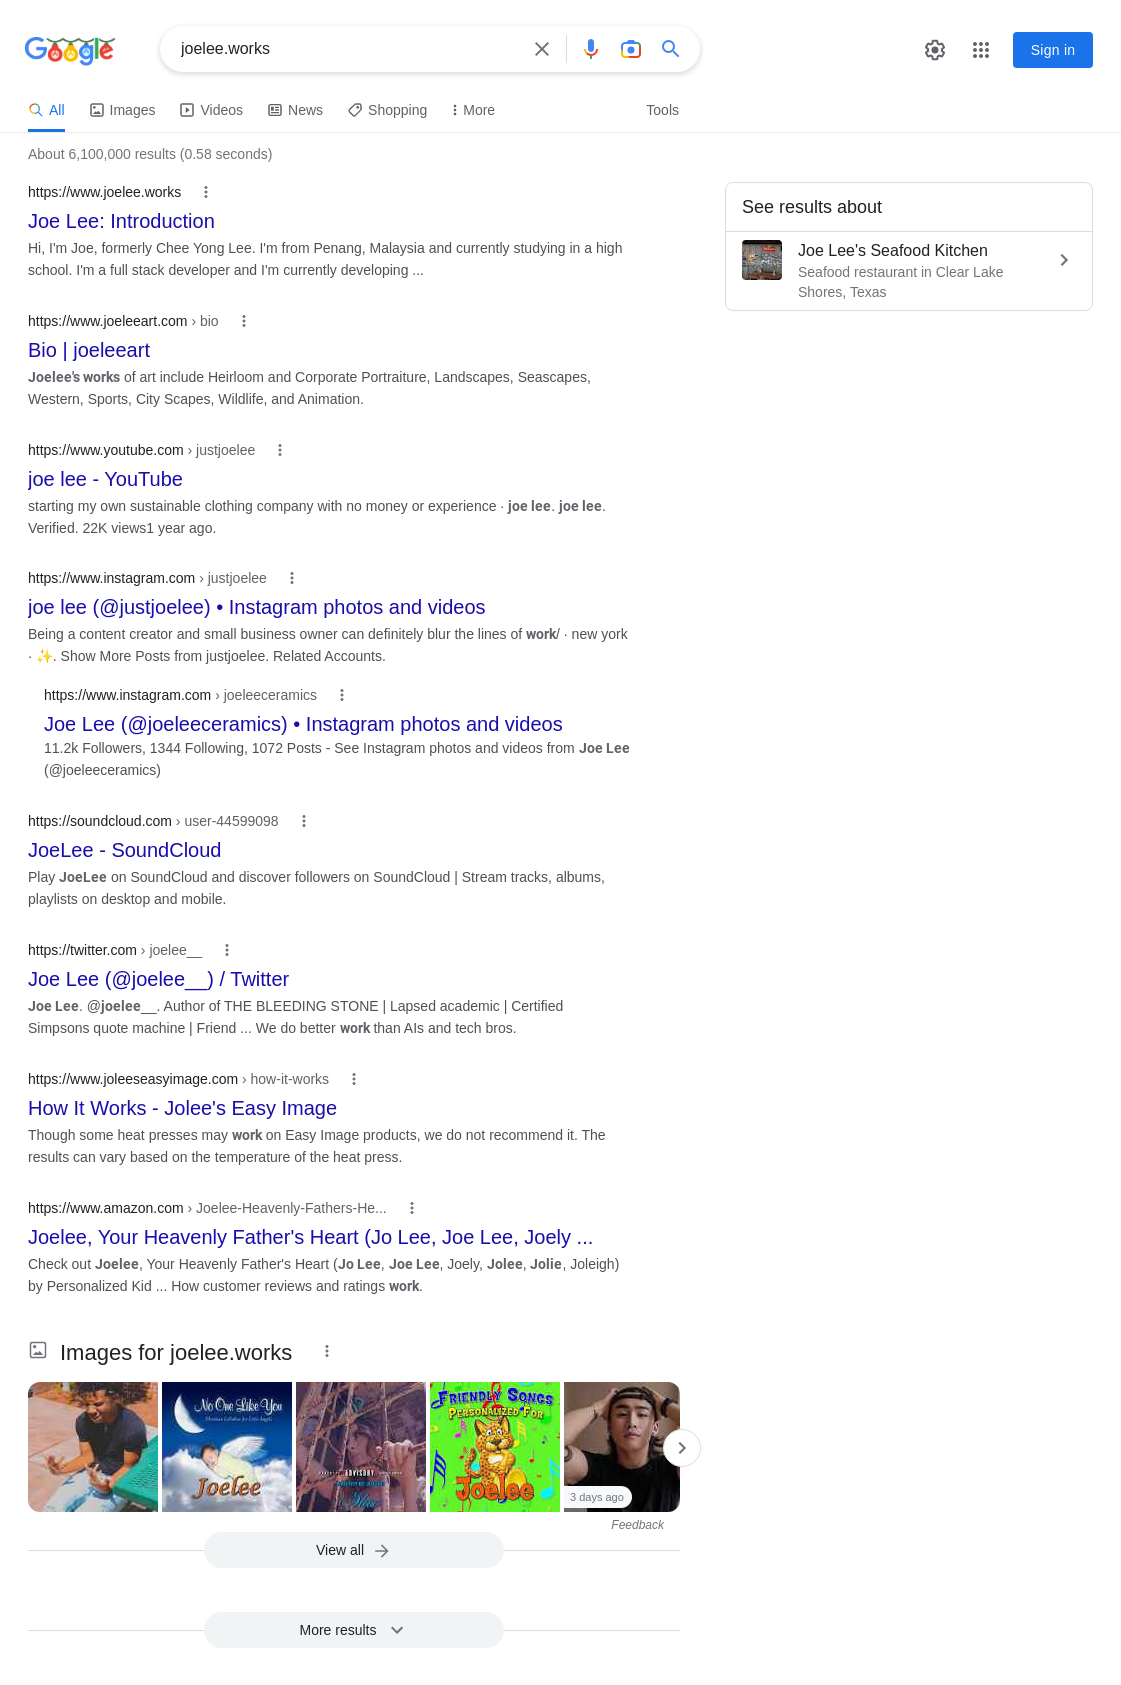 Google
joelee.works
Sign in
All
Images
Videos
News
Shopping
More
Tools
About 6,100,000 results (0.58 seconds)
https://www.joelee.works
Joe Lee: Introduction
Hi, I'm Joe, formerly Chee Yong Lee. I'm from Penang, Malaysia and currently studying in a high
school. I'm a full stack developer and I'm currently developing ...
https://www.joeleeart.com › bio
Bio | joeleeart
Joelee's works of art include Heirloom and Corporate Portraiture, Landscapes, Seascapes,
Western, Sports, City Scapes, Wildlife, and Animation.
https://www.youtube.com › justjoelee
joe lee - YouTube
starting my own sustainable clothing company with no money or experience · joe lee. joe lee.
Verified. 22K views1 year ago.
https://www.instagram.com › justjoelee
joe lee (@justjoelee) • Instagram photos and videos
Being a content creator and small business owner can definitely blur the lines of work/ · new york
· ✨. Show More Posts from justjoelee. Related Accounts.
https://www.instagram.com › joeleeceramics
Joe Lee (@joeleeceramics) • Instagram photos and videos
11.2k Followers, 1344 Following, 1072 Posts - See Instagram photos and videos from Joe Lee
(@joeleeceramics)
https://soundcloud.com › user-44599098
JoeLee - SoundCloud
Play JoeLee on SoundCloud and discover followers on SoundCloud | Stream tracks, albums,
playlists on desktop and mobile.
https://twitter.com › joelee__
Joe Lee (@joelee__) / Twitter
Joe Lee. @joelee__. Author of THE BLEEDING STONE | Lapsed academic | Certified
Simpsons quote machine | Friend ... We do better work than AIs and tech bros.
https://www.joleeseasyimage.com › how-it-works
How It Works - Jolee's Easy Image
Though some heat presses may work on Easy Image products, we do not recommend it. The
results can vary based on the temperature of the heat press.
https://www.amazon.com › Joelee-Heavenly-Fathers-He...
Joelee, Your Heavenly Father's Heart (Jo Lee, Joe Lee, Joely ...
Check out Joelee, Your Heavenly Father's Heart (Jo Lee, Joe Lee, Joely, Jolee, Jolie, Joleigh)
by Personalized Kid ... How customer reviews and ratings work.
Images for joelee.works
No One Like You
Joelee
ADVISORY
FRIENDLY SONGS
PERSONALIZED FOR
Joelee
3 days ago
Feedback
View all
More results
See results about
Joe Lee's Seafood Kitchen
Seafood restaurant in Clear Lake
Shores, Texas